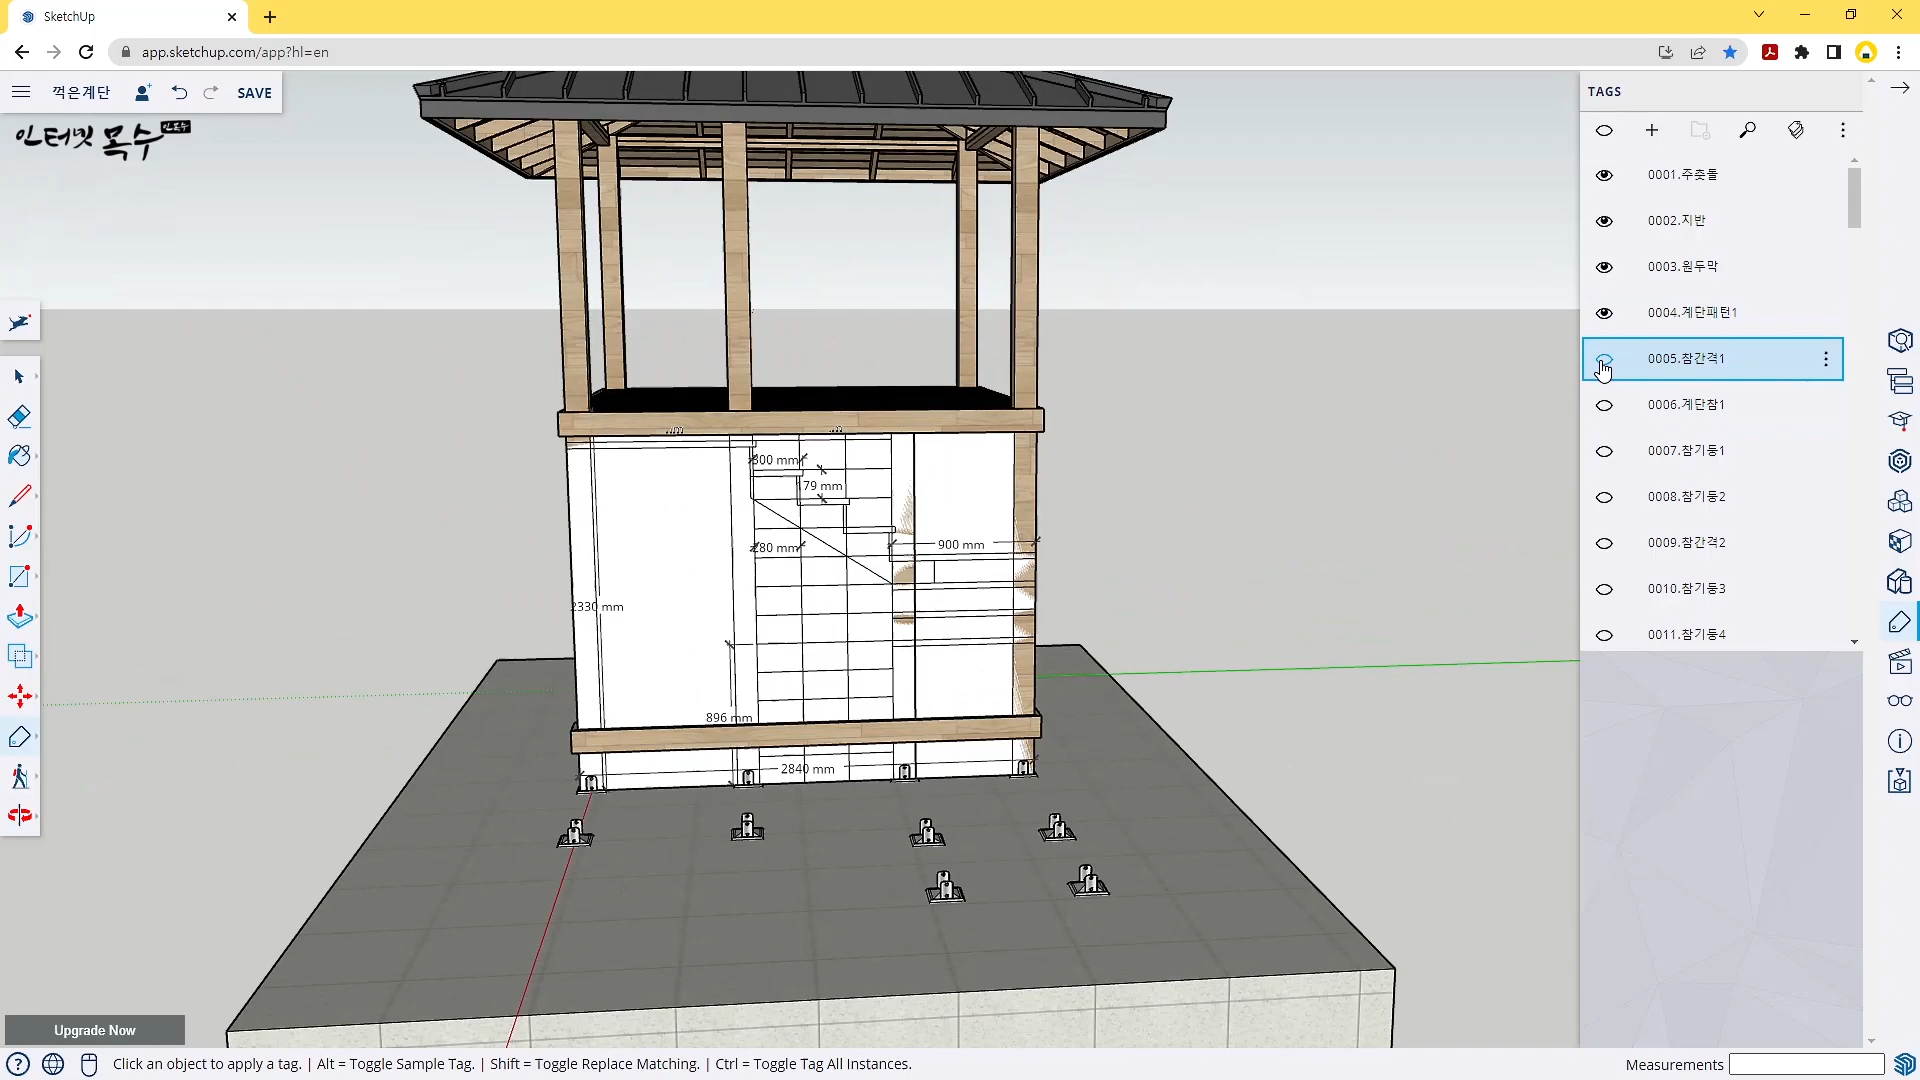 SketchUp
app.sketchup.com/app?hl=en
꺽은계단
SAVE
인터넷 목수
TAGS
0001.주춧돌
0002.지반
0003.원두막
0004.계단패턴1
0005.참간격1
0006.계단참1
0007.참기둥1
0008.참기둥2
0009.참간격2
0010.참기둥3
0011.참기둥4
300 mm
79 mm
280 mm
900 mm
2330 mm
896 mm
2840 mm
Upgrade Now
Click an object to apply a tag. | Alt = Toggle Sample Tag. | Shift = Toggle Replace Matching. | Ctrl = Toggle Tag All Instances.
Measurements